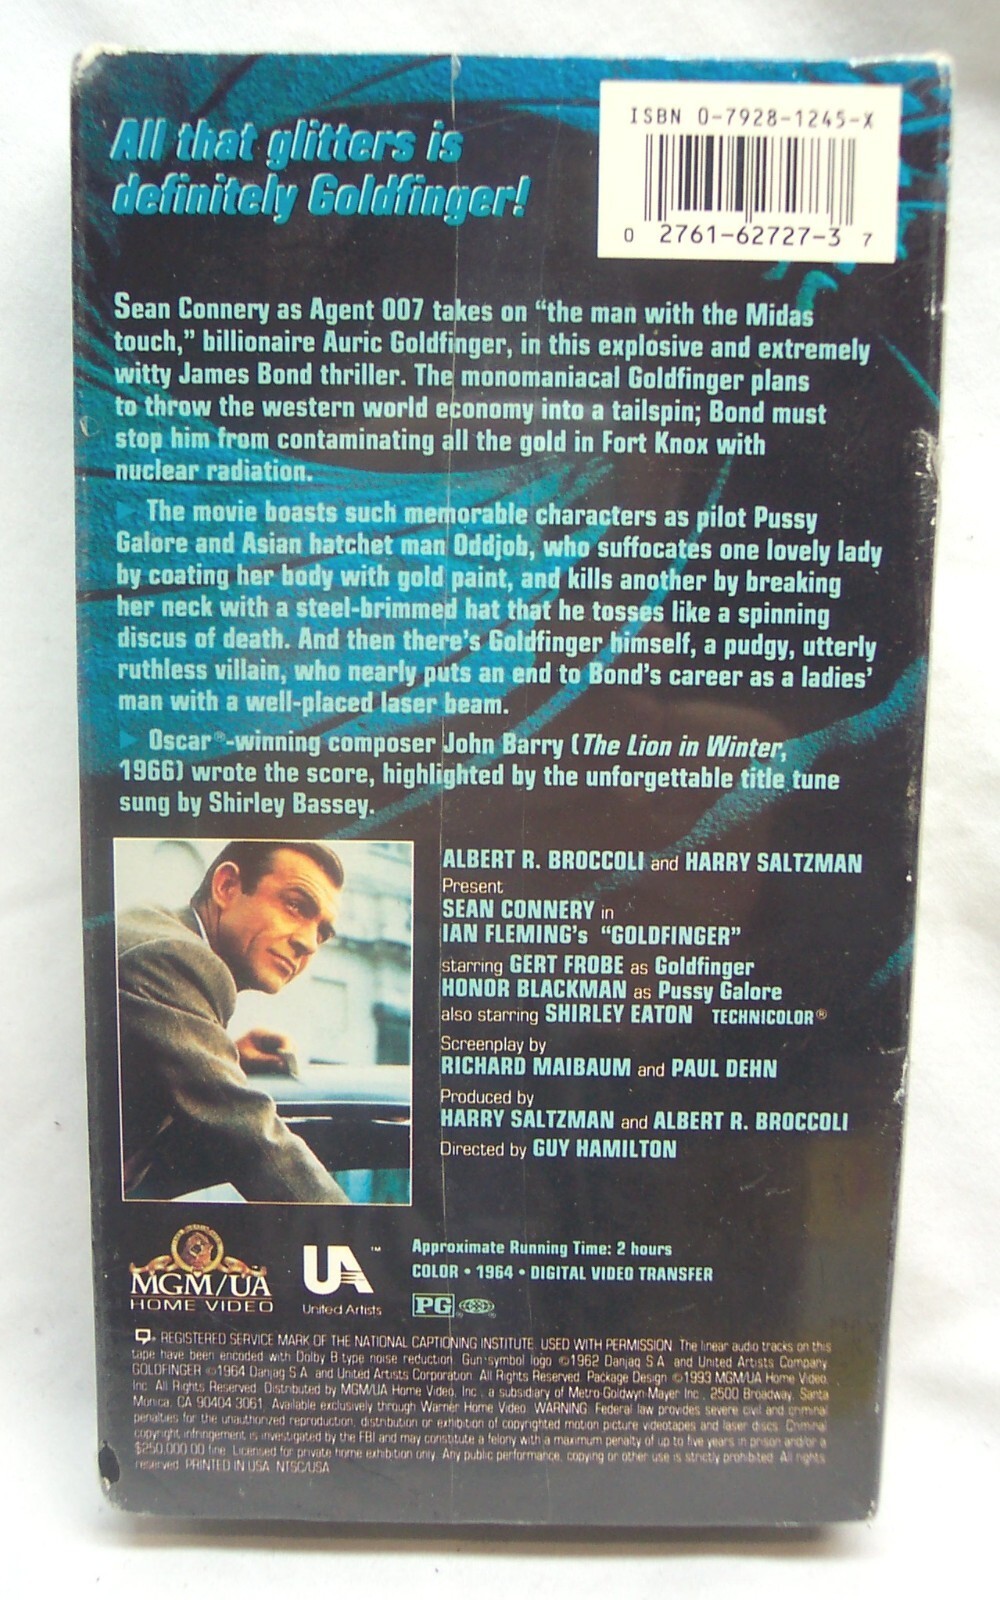 All that glitters is
definitely Goldfinger!
ISBN 0-7928-1245-X
0 27616-2727-3 7
Sean Connery as Agent 007 takes on “the man with the Midas
touch,” billionaire Auric Goldfinger, in this explosive and extremely
witty James Bond thriller. The monomaniacal Goldfinger plans
to throw the western world economy into a tailspin; Bond must
stop him from contaminating all the gold in Fort Knox with
nuclear radiation.
The movie boasts such memorable characters as pilot Pussy
Galore and Asian hatchet man Oddjob, who suffocates one lovely lady
by coating her body with gold paint, and kills another by breaking
her neck with a steel-brimmed hat that he tosses like a spinning
discus of death. And then there's Goldfinger himself, a pudgy, utterly
ruthless villain, who nearly puts an end to Bond's career as a ladies'
man with a well-placed laser beam.
Oscar®-winning composer John Barry (The Lion in Winter,
1966) wrote the score, highlighted by the unforgettable title tune
sung by Shirley Bassey.
ALBERT R. BROCCOLI and HARRY SALTZMAN
Present
SEAN CONNERY in
IAN FLEMING's “GOLDFINGER”
starring GERT FROBE as Goldfinger
HONOR BLACKMAN as Pussy Galore
also starring SHIRLEY EATON TECHNICOLOR®
Screenplay by
RICHARD MAIBAUM and PAUL DEHN
Produced by
HARRY SALTZMAN and ALBERT R. BROCCOLI
Directed by GUY HAMILTON
MGM/UA
HOME VIDEO
UA™
United Artists
Approximate Running Time: 2 hours
COLOR • 1964 • DIGITAL VIDEO TRANSFER
PG
REGISTERED SERVICE MARK OF THE NATIONAL CAPTIONING INSTITUTE. USED WITH PERMISSION. The linear audio tracks on this
tape have been encoded with Dolby B type noise reduction. Gun-symbol logo ©1962 Danjaq S.A. and United Artists Company
GOLDFINGER ©1964 Danjaq S.A. and United Artists Corporation. All Rights Reserved. Package Design ©1993 MGM/UA Home Video,
Inc. All Rights Reserved. Distributed by MGM/UA Home Video, Inc., a subsidiary of Metro-Goldwyn-Mayer Inc., 2500 Broadway, Santa
Monica, CA 90404-3061. Available exclusively through Warner Home Video. WARNING: Federal law provides severe civil and criminal
penalties for the unauthorized reproduction, distribution or exhibition of copyrighted motion picture videotapes and laser discs. Criminal
copyright infringement is investigated by the FBI and may constitute a felony with a maximum penalty of up to five years in prison and/or a
$250,000.00 fine. Licensed for private home exhibition only. Any public performance, copying or other use is strictly prohibited. All rights
reserved. PRINTED IN USA. NTSC/USA